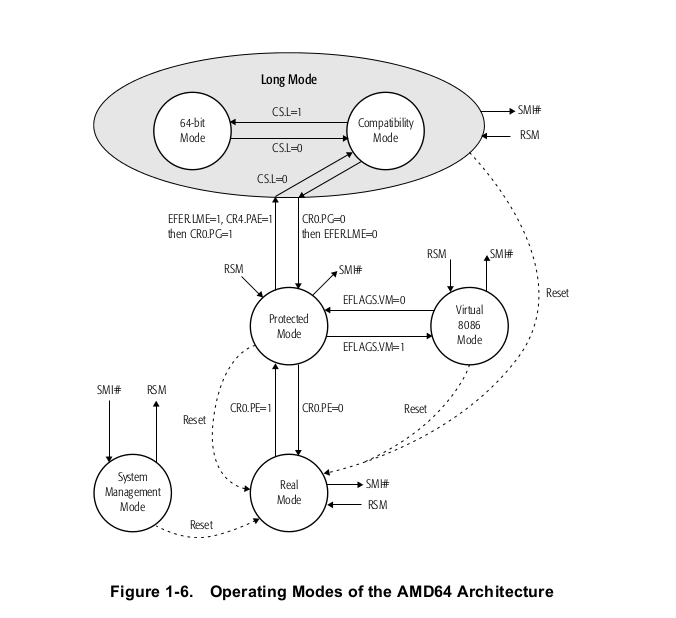 Long Mode
64-bit
Mode
CS.L=1
CS.L=0
Compatibility
Mode
SMI#
RSM
CS.L=0
EFER.LME=1, CR4.PAE=1
then CR0.PG=1
CR0.PG=0
then EFER.LME=0
RSM
SMI#
RSM
SMI#
Protected
Mode
EFLAGS.VM=0
EFLAGS.VM=1
Virtual
8086
Mode
Reset
SMI#
RSM
Reset
CR0.PE=1
CR0.PE=0
Reset
System
Management
Mode
Real
Mode
SMI#
RSM
Reset
Figure 1-6. Operating Modes of the AMD64 Architecture